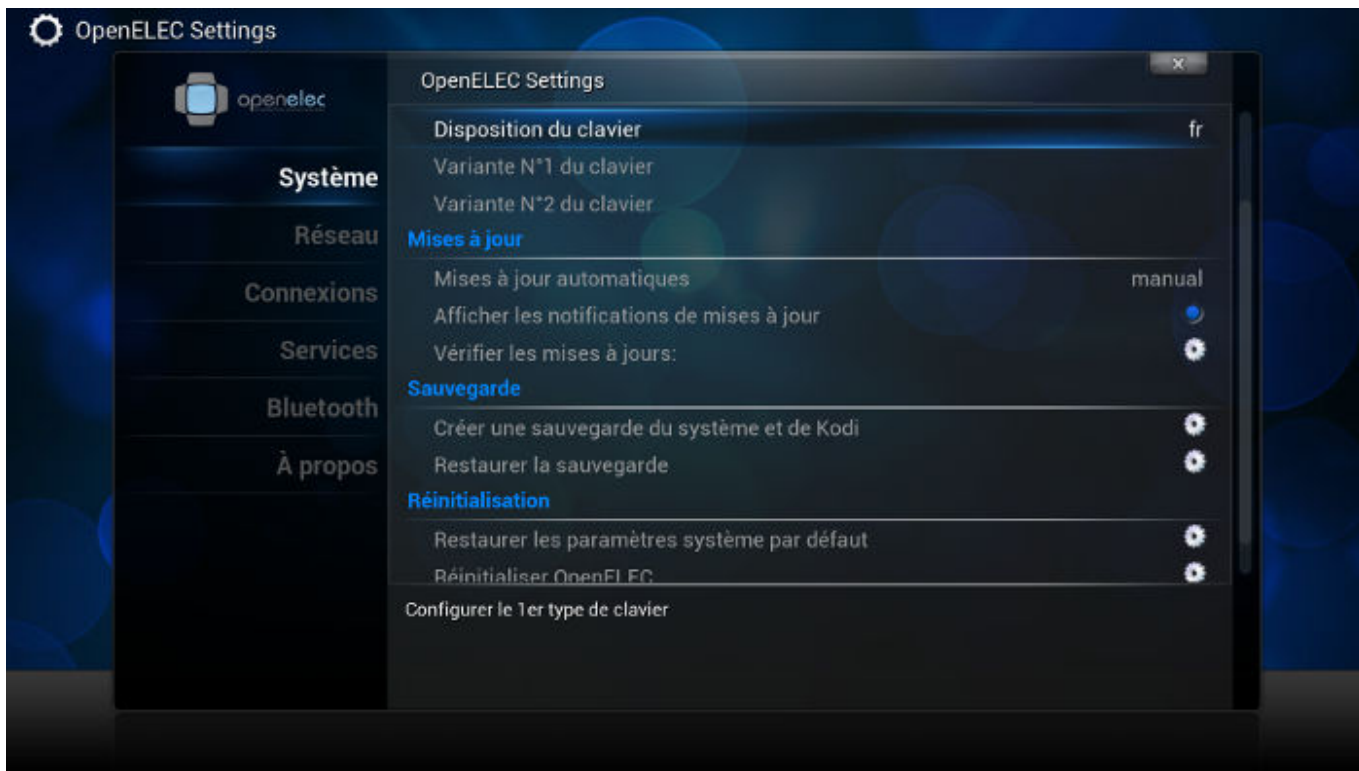 OpenELEC Settings
openelec
OpenELEC Settings
x
Système
Réseau
Connexions
Services
Bluetooth
À propos
Disposition du clavier fr
Variante N°1 du clavier
Variante N°2 du clavier
Mises à jour
Mises à jour automatiques manual
Afficher les notifications de mises à jour
Vérifier les mises à jours:
Sauvegarde
Créer une sauvegarde du système et de Kodi
Restaurer la sauvegarde
Réinitialisation
Restaurer les paramètres système par défaut
Réinitialiser OpenELEC
Configurer le 1er type de clavier